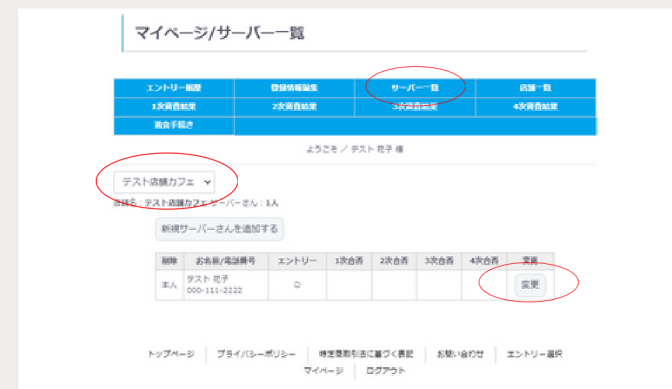 マイページ/サーバー一覧
エントリー履歴 登録情報編集 サーバー一覧 店舗一覧
1次審査結果 2次審査結果 3次審査結果 4次審査結果
退会手続き
ようこそ / テスト 花子 様
テスト店舗カフェ
店舗名：テスト店舗カフェ サーバーさん：1人
新規サーバーさんを追加する
削除 お名前/電話番号 エントリー 1次合否 2次合否 3次合否 4次合否 変更
本人 テスト 花子 ○ 変更
000-111-2222
トップページ プライバシーポリシー 特定商取引法に基づく表記 お問い合わせ エントリー選択
マイページ ログアウト